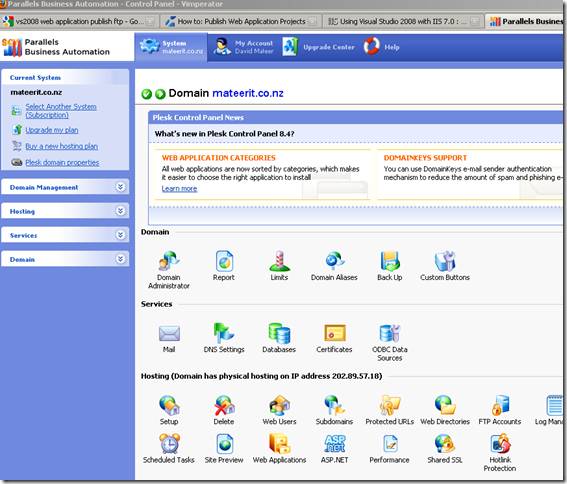 Parallels Business Automation - Control Panel - Vimperator
vs2008 web application publish ftp - Go...
How to: Publish Web Application Projects
Using Visual Studio 2008 with IIS 7.0 : ...
Parallels Busines
Parallels
Business Automation
System
mateerit.co.nz
My Account
David Mateer
Upgrade Center
Help
Current System
mateerit.co.nz
Select Another System
(Subscription)
Upgrade my plan
Buy a new hosting plan
Plesk domain properties
Domain Management
Hosting
Services
Domain
Domain mateerit.co.nz
Plesk Control Panel News
What's new in Plesk Control Panel 8.4?
WEB APPLICATION CATEGORIES
All web applications are now sorted by categories, which makes
it easier to choose the right application to install
Learn more
DOMAINKEYS SUPPORT
You can use DomainKeys e-mail sender authentication
mechanism to reduce the amount of spam and phishing e-
Domain
Domain
Administrator
Report
Limits
Domain Aliases
Back Up
Custom Buttons
Services
Mail
DNS Settings
Databases
Certificates
ODBC Data
Sources
Hosting (Domain has physical hosting on IP address 202.89.57.18)
Setup
Delete
Web Users
Subdomains
Protected URLs
Web Directories
FTP Accounts
Log Mana
Scheduled Tasks
Site Preview
Web Applications
ASP.NET
Performance
Shared SSL
Hotlink
Protection